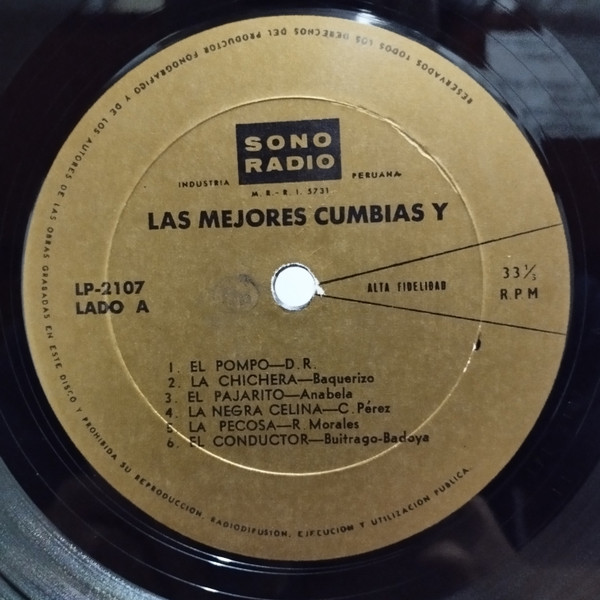 RESERVADOS TODOS LOS DERECHOS DEL PRODUCTOR FONOGRAFICO Y DE LOS AUTORES DE LAS OBRAS GRABADAS EN ESTE DISCO Y PROHIBIDA SU REPRODUCCION, RADIODIFUSION, EJECUCION Y UTILIZACION PUBLICA.
SONO
RADIO
INDUSTRIA PERUANA
M. R.- R. I. 5731
LAS MEJORES CUMBIAS Y
LP-2107
LADO A
ALTA FIDELIDAD
33⅓
R.P.M
1. EL POMPO—D.R.
2. LA CHICHERA—Baquerizo
3. EL PAJARITO—Anabela
4. LA NEGRA CELINA—C. Pérez
5 LA PECOSA—R. Morales
6. EL CONDUCTOR—Buitrago-Badoya